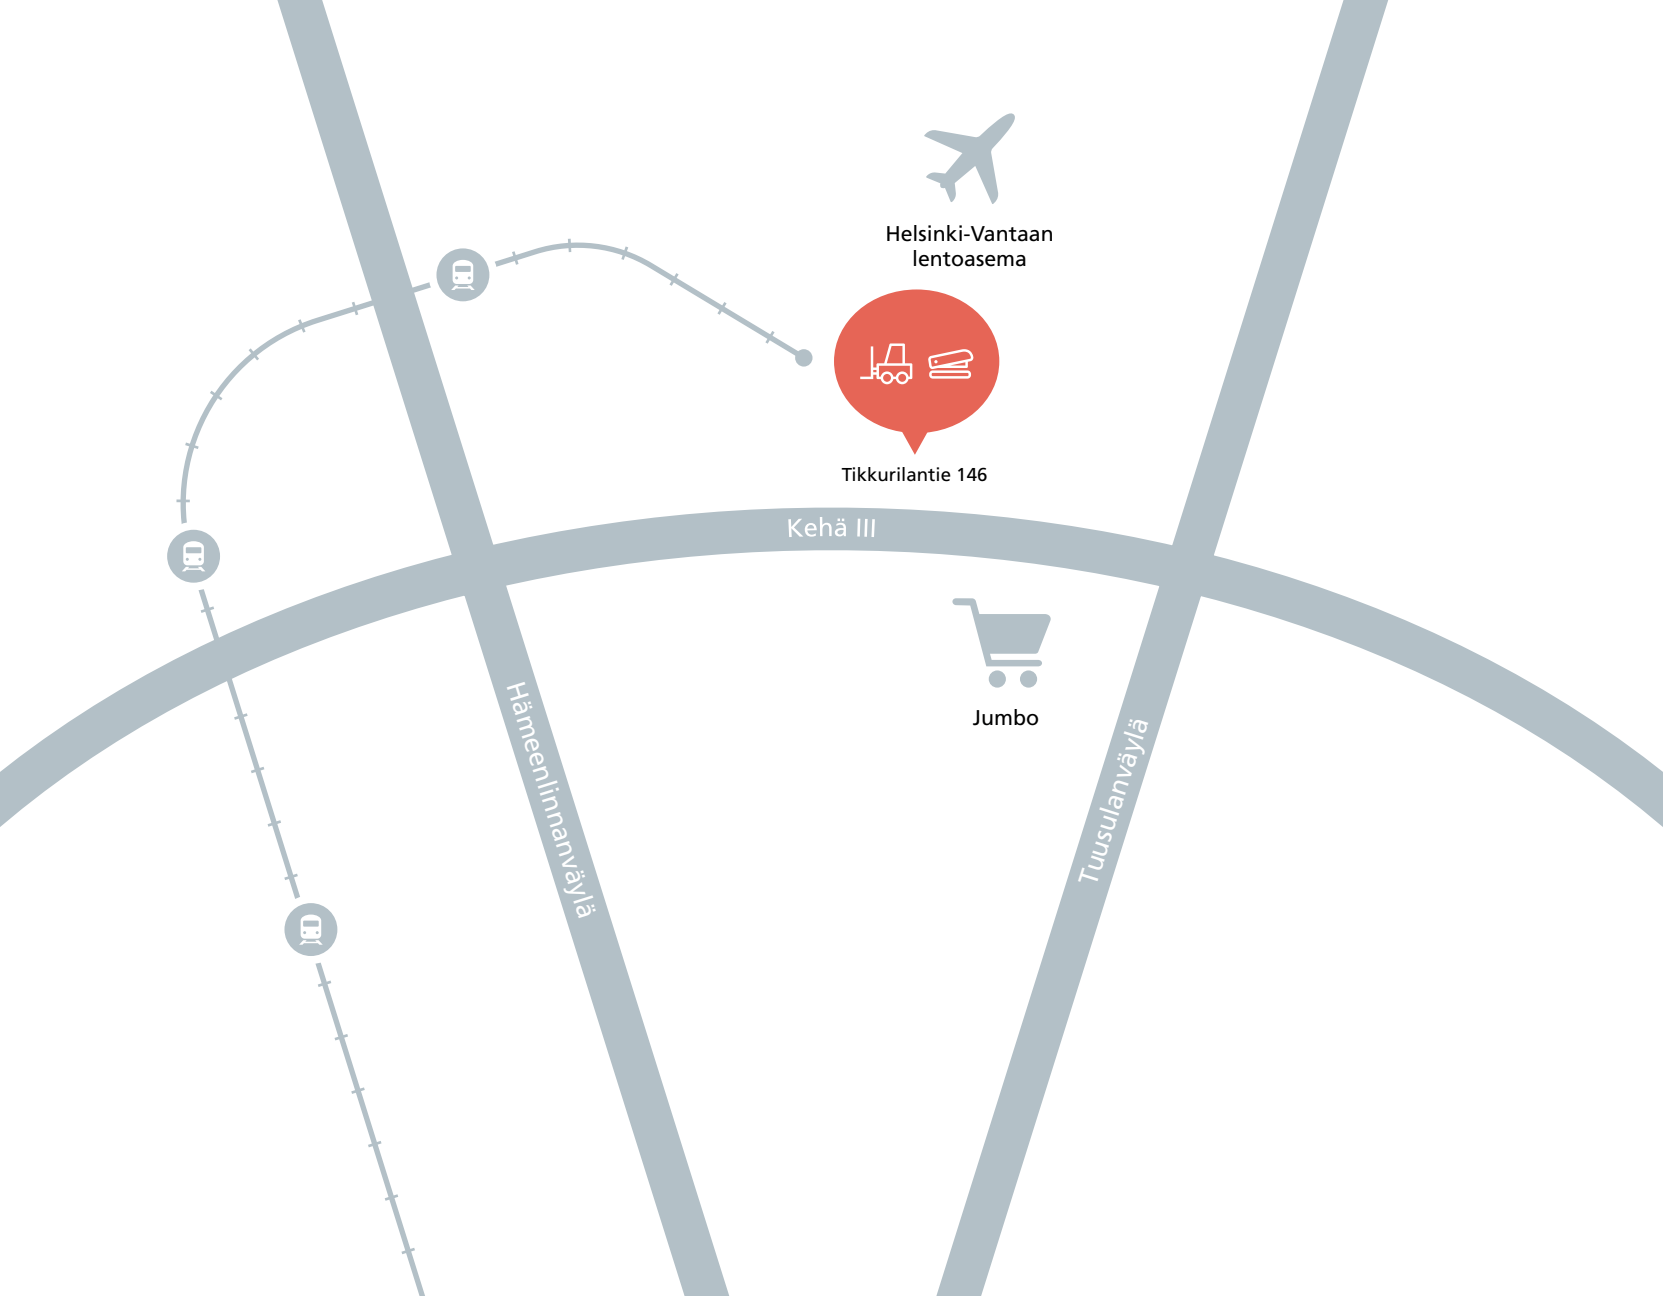 Helsinki-Vantaan
lentoasema
Tikkurilantie 146
Kehä III
Jumbo
Hämeenlinnanväylä
Tuusulanväylä